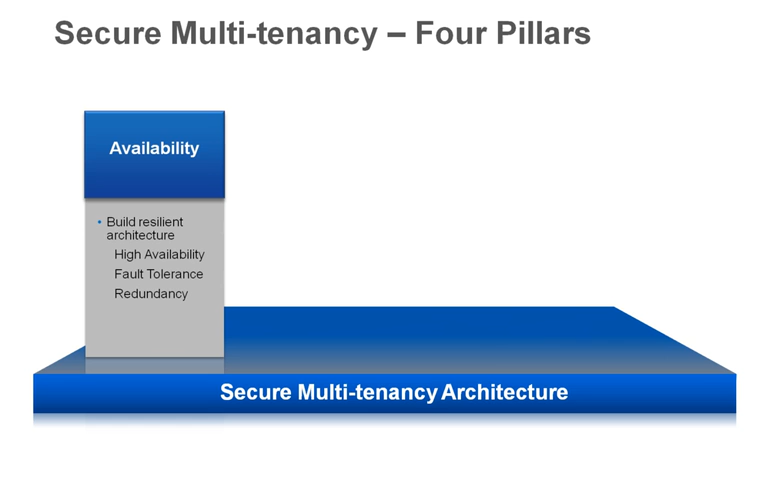 Secure Multi-tenancy – Four Pillars
Availability
• Build resilient
architecture
High Availability
Fault Tolerance
Redundancy
Secure Multi-tenancy Architecture